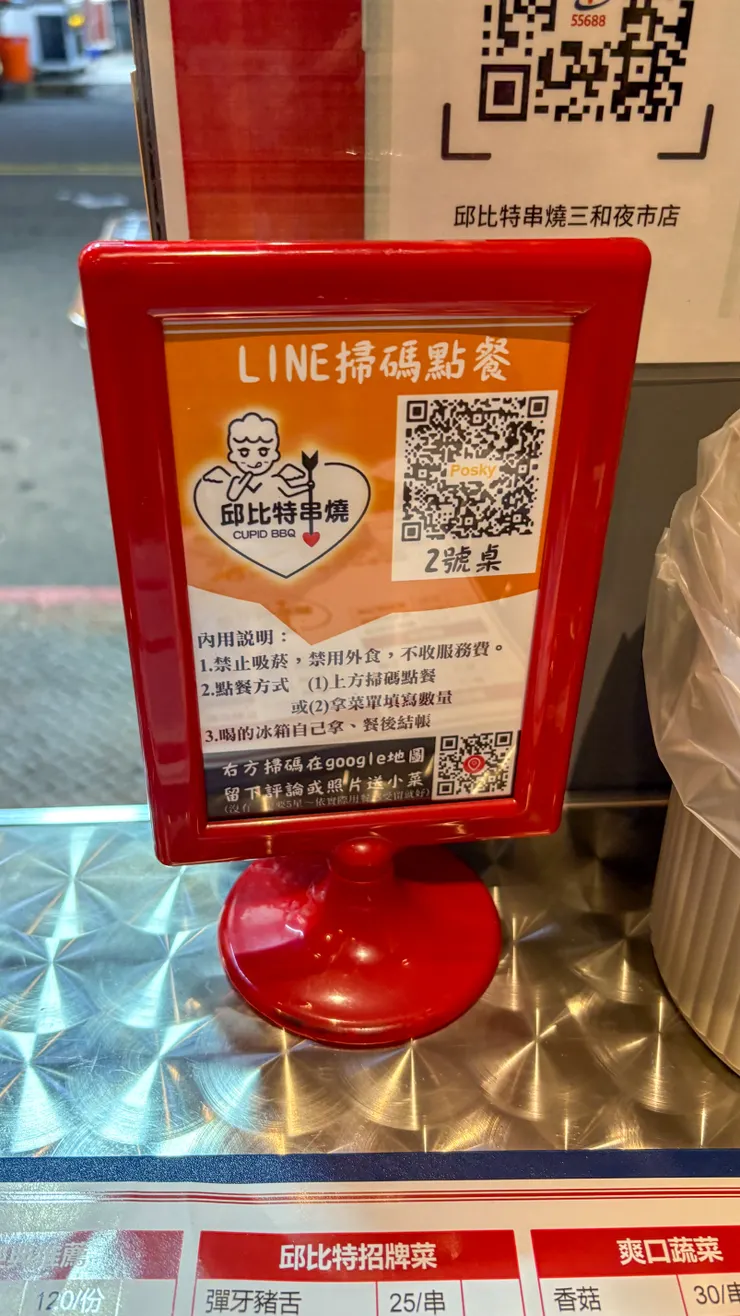 55688
邱比特串燒三和夜市店
LINE掃碼點餐
Posky
邱比特串燒
CUPID BBQ
2號桌
內用說明：
1.禁止吸菸，禁用外食，不收服務費。
2.點餐方式 (1)上方掃碼點餐
或(2)拿菜單填寫數量
3.喝的冰箱自己拿、餐後結帳
右方掃碼在google地圖
留下評論或照片送小菜
邱比特招牌菜
爽口蔬菜
120/份
彈牙豬舌
25/串
香菇
30/串